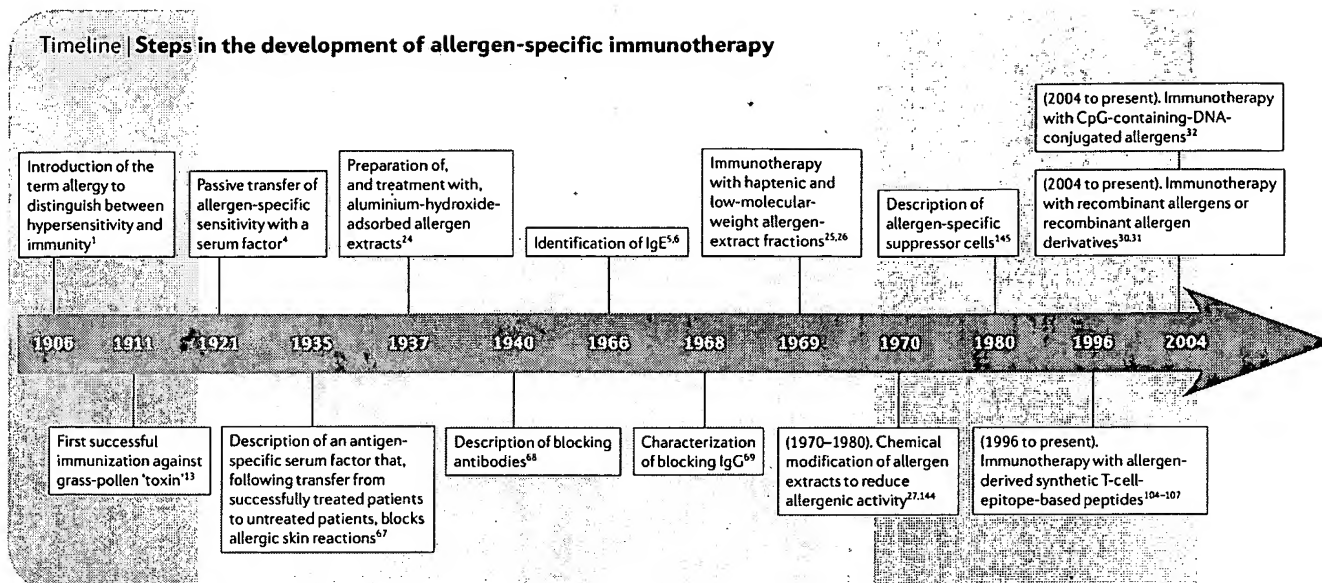 Timeline | Steps in the development of allergen-specific immunotherapy
(2004 to present). Immunotherapy
with CpG-containing-DNA-
conjugated allergens32
Introduction of the
term allergy to
distinguish between
hypersensitivity and
immunity1
Passive transfer of
allergen-specific
sensitivity with a
serum factor4
Preparation of,
and treatment with,
aluminium-hydroxide-
adsorbed allergen
extracts24
Identification of IgE5,6
Immunotherapy
with haptenic and
low-molecular-
weight allergen-
extract fractions25,26
Description of
allergen-specific
suppressor cells145
(2004 to present). Immunotherapy
with recombinant allergens or
recombinant allergen
derivatives30,31
1906 1911 1921 1935 1937 1940 1966 1968 1969 1970 1980 1996 2004
First successful
immunization against
grass-pollen 'toxin'13
Description of an antigen-
specific serum factor that,
following transfer from
successfully treated patients
to untreated patients, blocks
allergic skin reactions67
Description of blocking
antibodies68
Characterization
of blocking IgG69
(1970–1980). Chemical
modification of allergen
extracts to reduce
allergenic activity27,144
(1996 to present).
Immunotherapy with allergen-
derived synthetic T-cell-
epitope-based peptides104–107